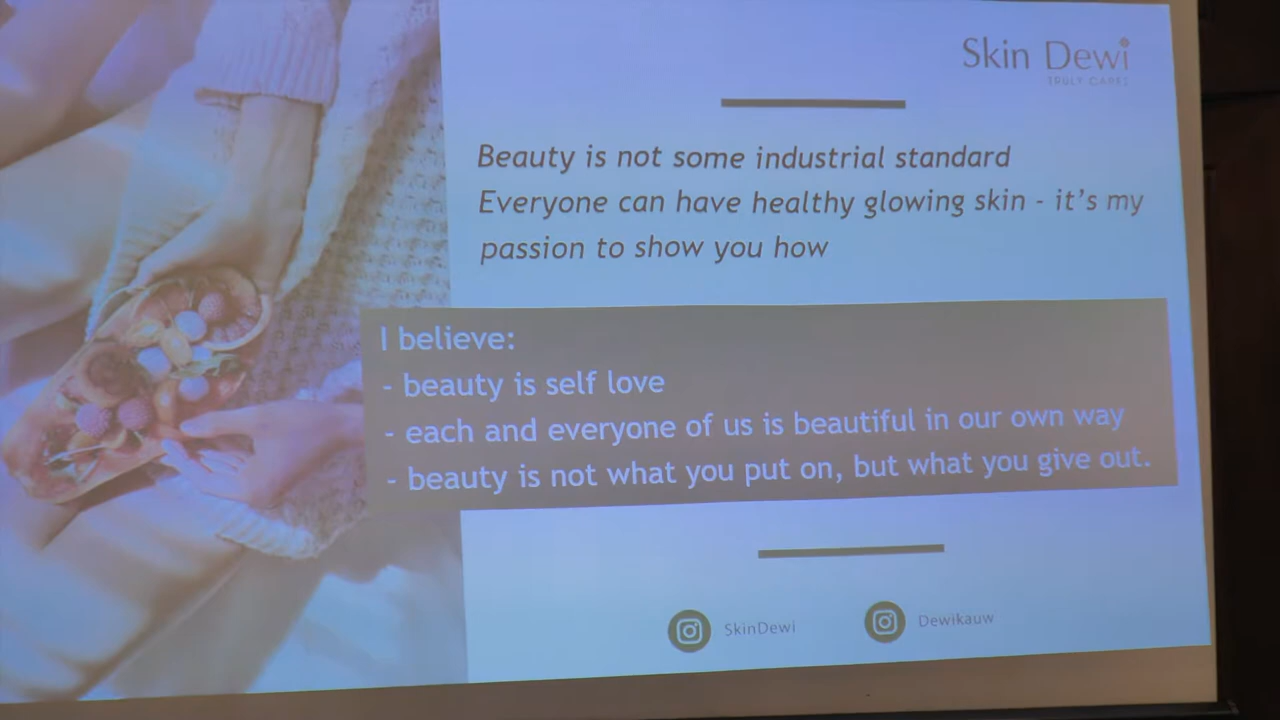 Skin Dewi
TRULY CARES
Beauty is not some industrial standard
Everyone can have healthy glowing skin - it's my
passion to show you how
I believe:
- beauty is self love
- each and everyone of us is beautiful in our own way
- beauty is not what you put on, but what you give out.
SkinDewi
Dewikauw